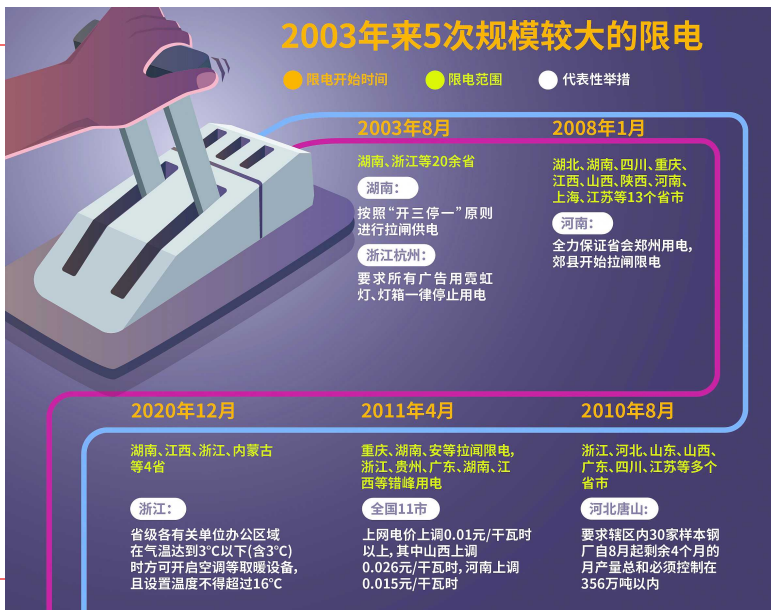 2003年来5次规模较大的限电
限电开始时间
限电范围
代表性举措
2003年8月
湖南、浙江等20余省
湖南：
按照“开三停一”原则
进行拉闸供电
浙江杭州：
要求所有广告用霓虹
灯、灯箱一律停止用电
2008年1月
湖北、湖南、四川、重庆、
江西、山西、陕西、河南、
上海、江苏等13个省市
河南：
全力保证省会郑州用电，
郊县开始拉闸限电
2020年12月
湖南、江西、浙江、内蒙古
等4省
浙江：
省级各有关单位办公区域
在气温达到3℃以下(含3℃)
时方可开启空调等取暖设备，
且设置温度不得超过16℃
2011年4月
重庆、湖南、安等拉闻限电，
浙江、贵州、广东、湖南、江
西等错峰用电
全国11市
上网电价上调0.01元/干瓦时
以上，其中山西上调
0.026元/干瓦时，河南上调
0.015元/干瓦时
2010年8月
浙江、河北、山东、山西、
广东、四川、江苏等多个
省市
河北唐山：
要求辖区内30家样本钢
厂自8月起剩余4个月的
月产量总和必须控制在
356万吨以内